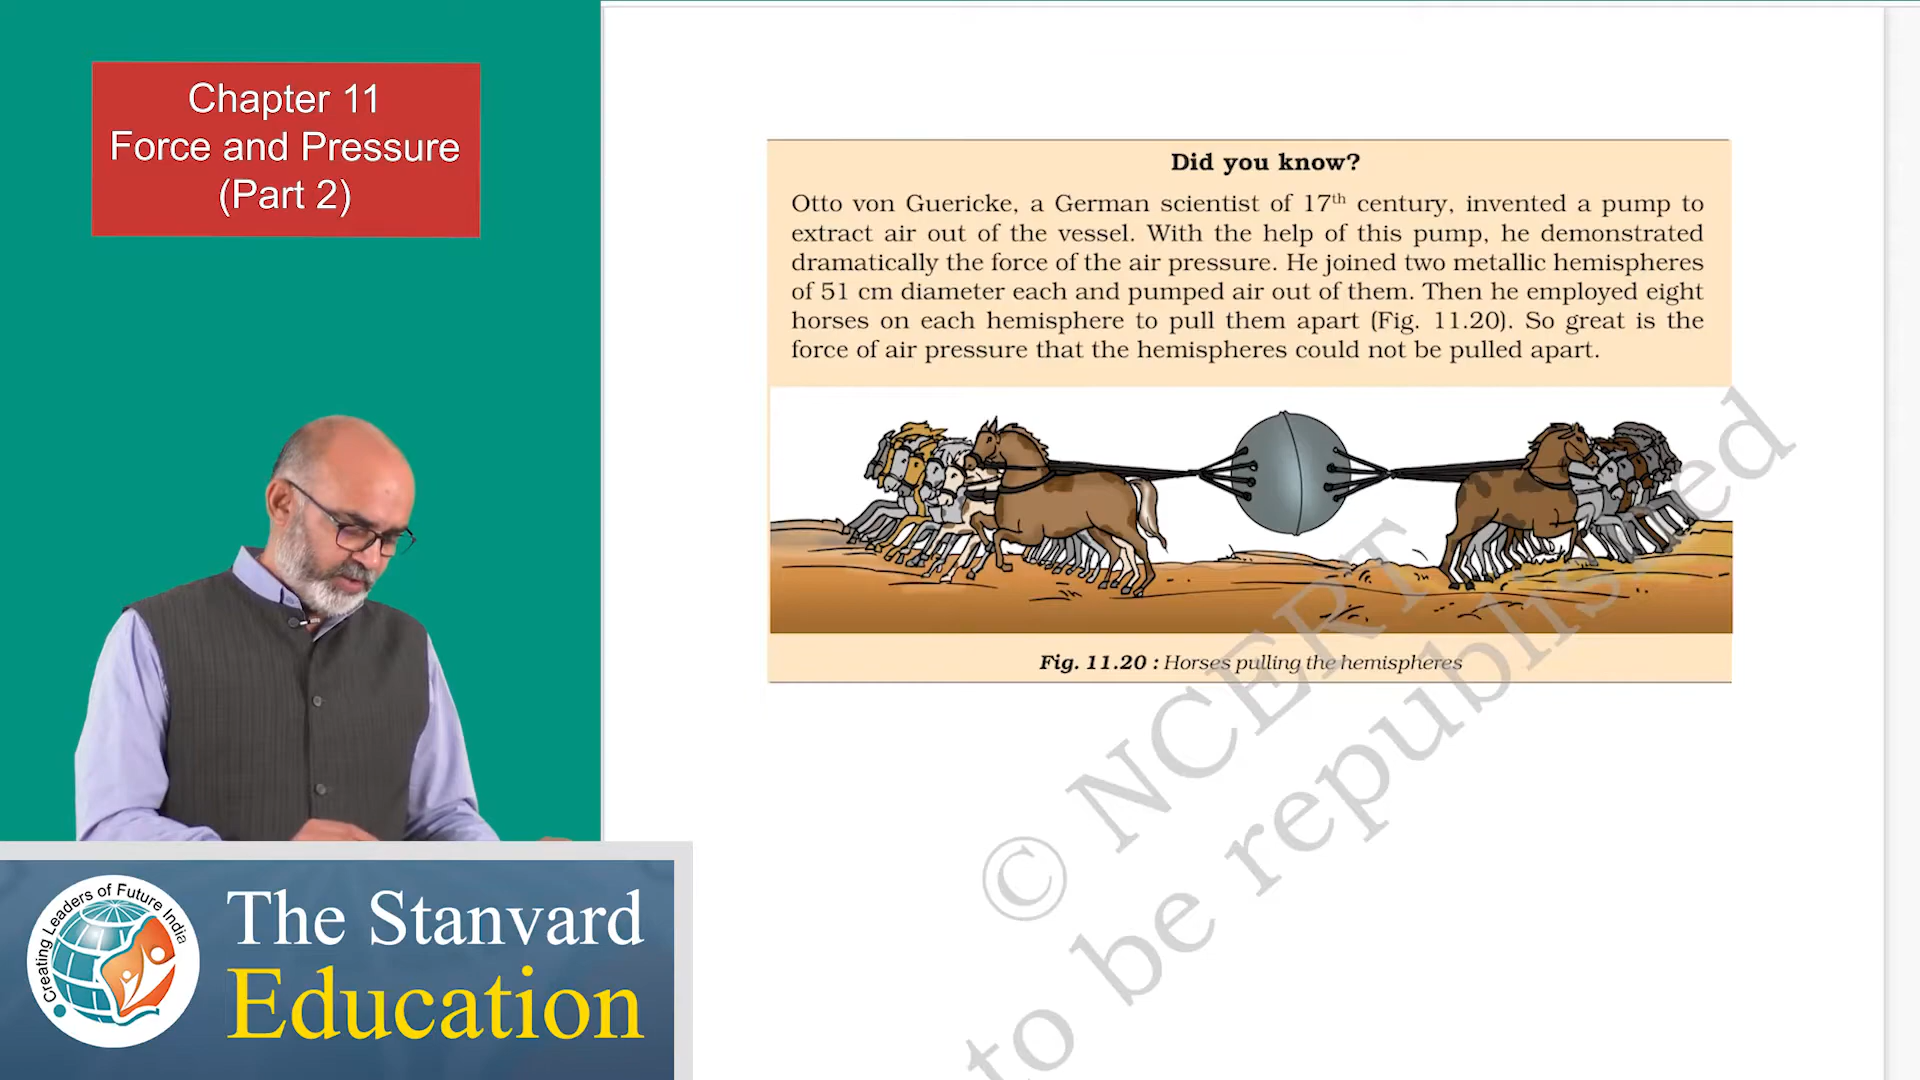 Chapter 11
Force and Pressure
(Part 2)
Did you know?
Otto von Guericke, a German scientist of 17th century, invented a pump to
extract air out of the vessel. With the help of this pump, he demonstrated
dramatically the force of the air pressure. He joined two metallic hemispheres
of 51 cm diameter each and pumped air out of them. Then he employed eight
horses on each hemisphere to pull them apart (Fig. 11.20). So great is the
force of air pressure that the hemispheres could not be pulled apart.
Fig. 11.20 : Horses pulling the hemispheres
© NCERT
to be republished
Creating Leaders of Future India
The Stanvard
Education